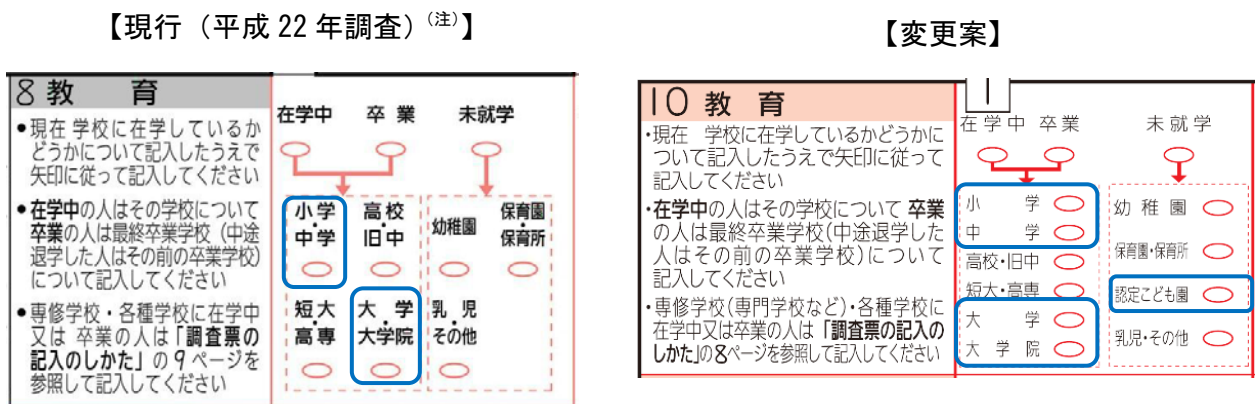 【現行（平成 22 年調査）(注)】
8 教 育
●現在 学校に在学しているか
どうかについて記入したうえで
矢印に従って記入してください
●在学中の人はその学校について
卒業の人は最終卒業学校（中途
退学した人はその前の卒業学校）
について記入してください
●専修学校・各種学校に在学中
又は 卒業の人は「調査票の
記入のしかた」の 9 ページを
参照して記入してください
在学中 卒 業 未就学
小学・中学
高校・旧中
幼稚園
保育園・保育所
短大・高専
大 学・大学院
乳 児・その他
【変更案】
1
10 教 育
・現在 学校に在学しているかどうかに
ついて記入したうえで矢印に従って
記入してください
・在学中の人はその学校について 卒業
の人は最終卒業学校（中途退学した
人はその前の卒業学校）について
記入してください
・専修学校（専門学校など）・各種学校に
在学中又は卒業の人は「調査票の記入の
しかた」の8ページを参照して記入してください
在 学 中 卒 業 未 就 学
小 学
中 学
高校・旧中
短大・高専
大 学
大 学 院
幼 稚 園
保育園・保育所
認定こども園
乳児・その他